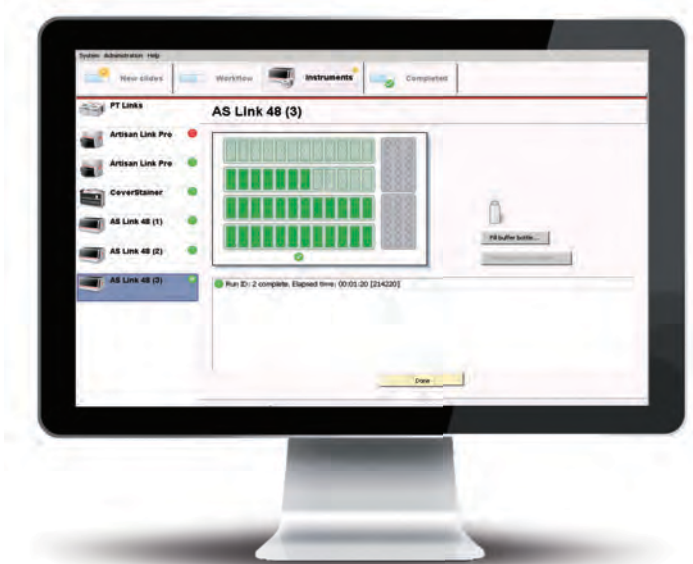 System Administration Help
New slides
Workflow
Instruments
Completed
PT Links
Artisan Link Pro
Artisan Link Pro
CoverStainer
AS Link 48 (1)
AS Link 48 (2)
AS Link 48 (3)
AS Link 48 (3)
Fill buffer bottle...
Run ID: 2 complete. Elapsed time: 00:01:20 [214220]
Done